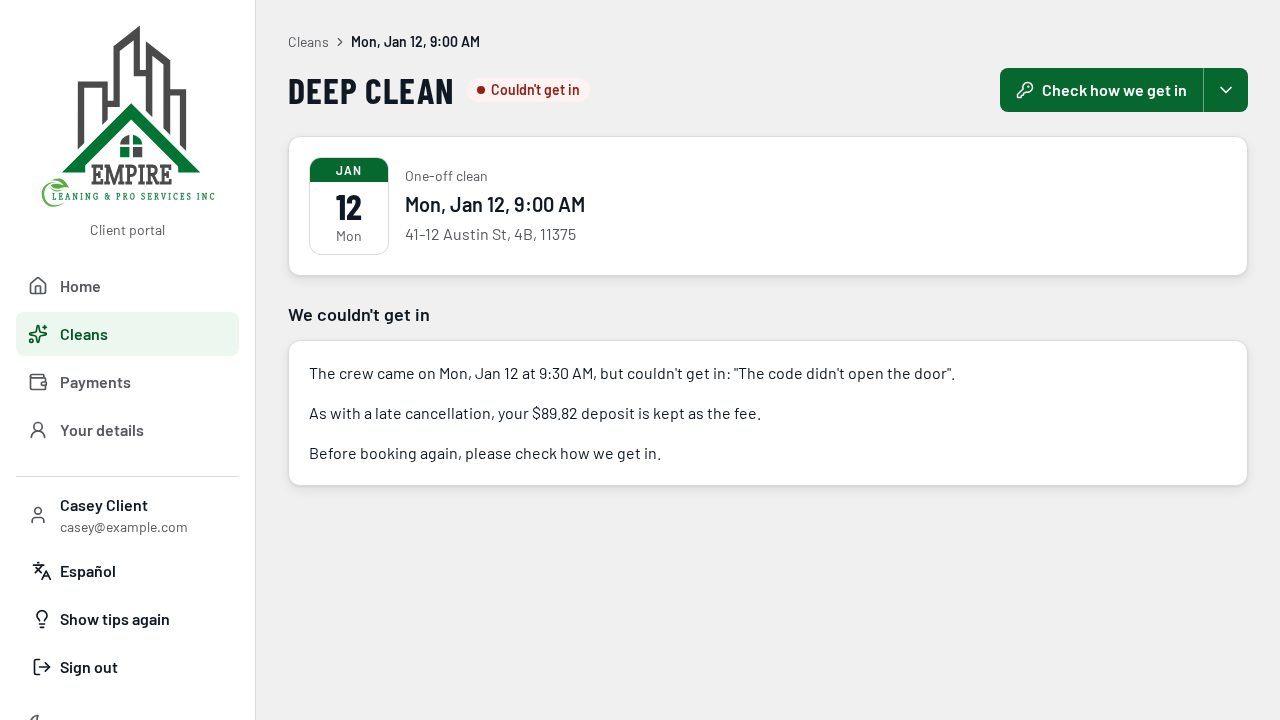 EMPIRE
LEANING & PRO SERVICES INC
Client portal
Home
Cleans
Payments
Your details
Casey Client
casey@example.com
Español
Show tips again
Sign out
Cleans > Mon, Jan 12, 9:00 AM
DEEP CLEAN
Couldn't get in
Check how we get in
JAN
12
Mon
One-off clean
Mon, Jan 12, 9:00 AM
41-12 Austin St, 4B, 11375
We couldn't get in
The crew came on Mon, Jan 12 at 9:30 AM, but couldn't get in: "The code didn't open the door".
As with a late cancellation, your $89.82 deposit is kept as the fee.
Before booking again, please check how we get in.